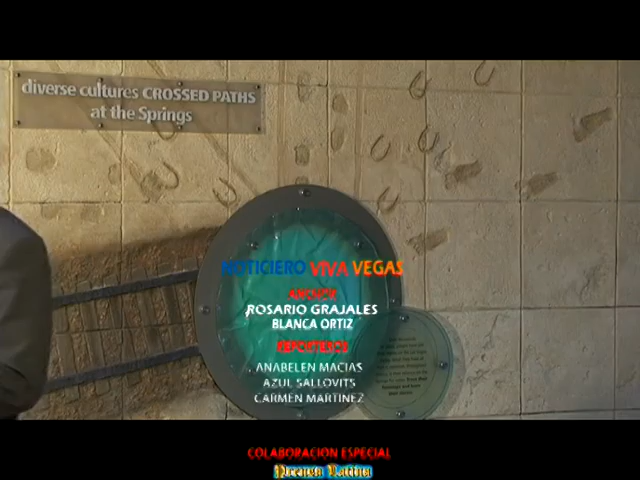 diverse cultures CROSSED PATHS
at the Springs
NOTICIERO VIVA VEGAS
ANCHOR
ROSARIO GRAJALES
BLANCA ORTIZ
REPORTEROS
ANABELEN MACIAS
AZUL SALLOVITS
CARMEN MARTINEZ
COLABORACION ESPECIAL
Prensa Latina